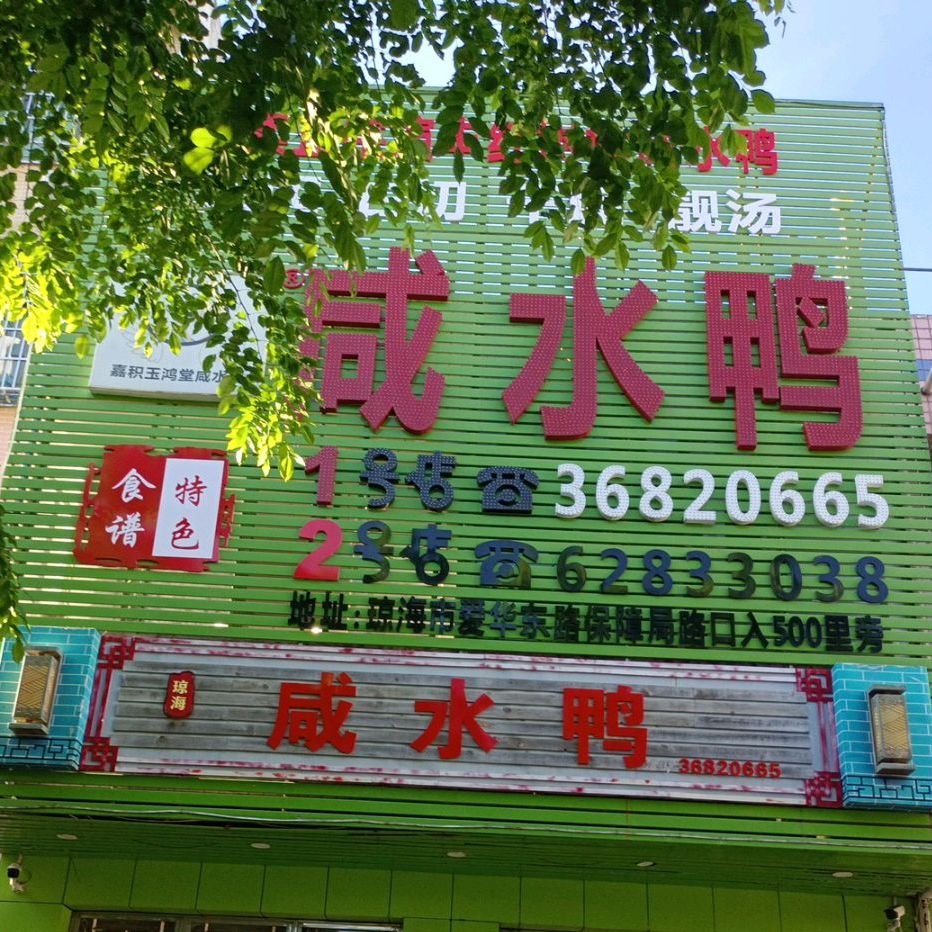 水鸭
靓汤
咸水鸭
嘉积玉鸿堂咸水
食谱
特色
1号店☎36820665
2号店☎62833038
地址:琼海市爱华东路保障局路口入500里旁
琼海
咸水鸭
36820665